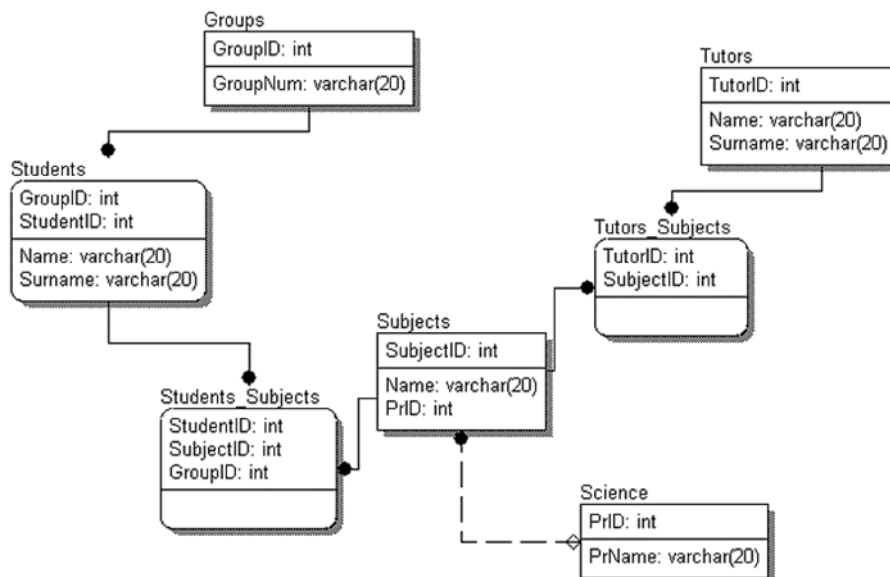 Groups
GroupID: int
GroupNum: varchar(20)
Tutors
TutorID: int
Name: varchar(20)
Surname: varchar(20)
Students
GroupID: int
StudentID: int
Name: varchar(20)
Surname: varchar(20)
Tutors_Subjects
TutorID: int
SubjectID: int
Subjects
SubjectID: int
Name: varchar(20)
PrID: int
Students_Subjects
StudentID: int
SubjectID: int
GroupID: int
Science
PrID: int
PrName: varchar(20)